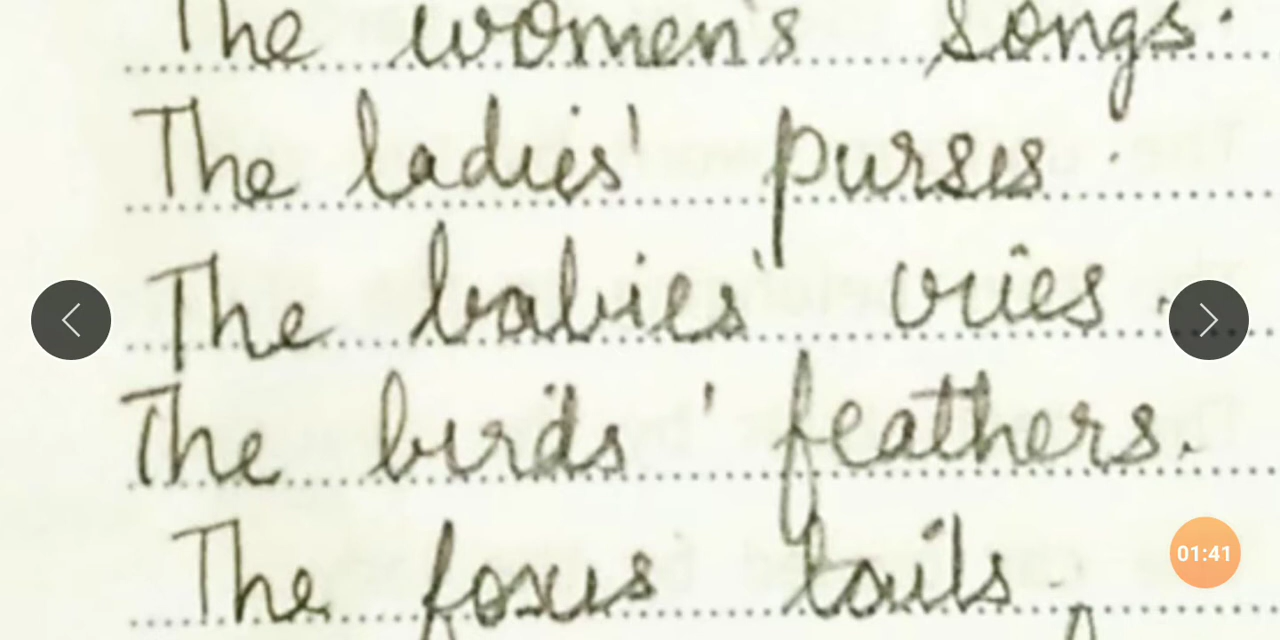 The women's songs.
The ladies' purses.
The babies' cries.
The birds' feathers.
The foxes tails.
01:41